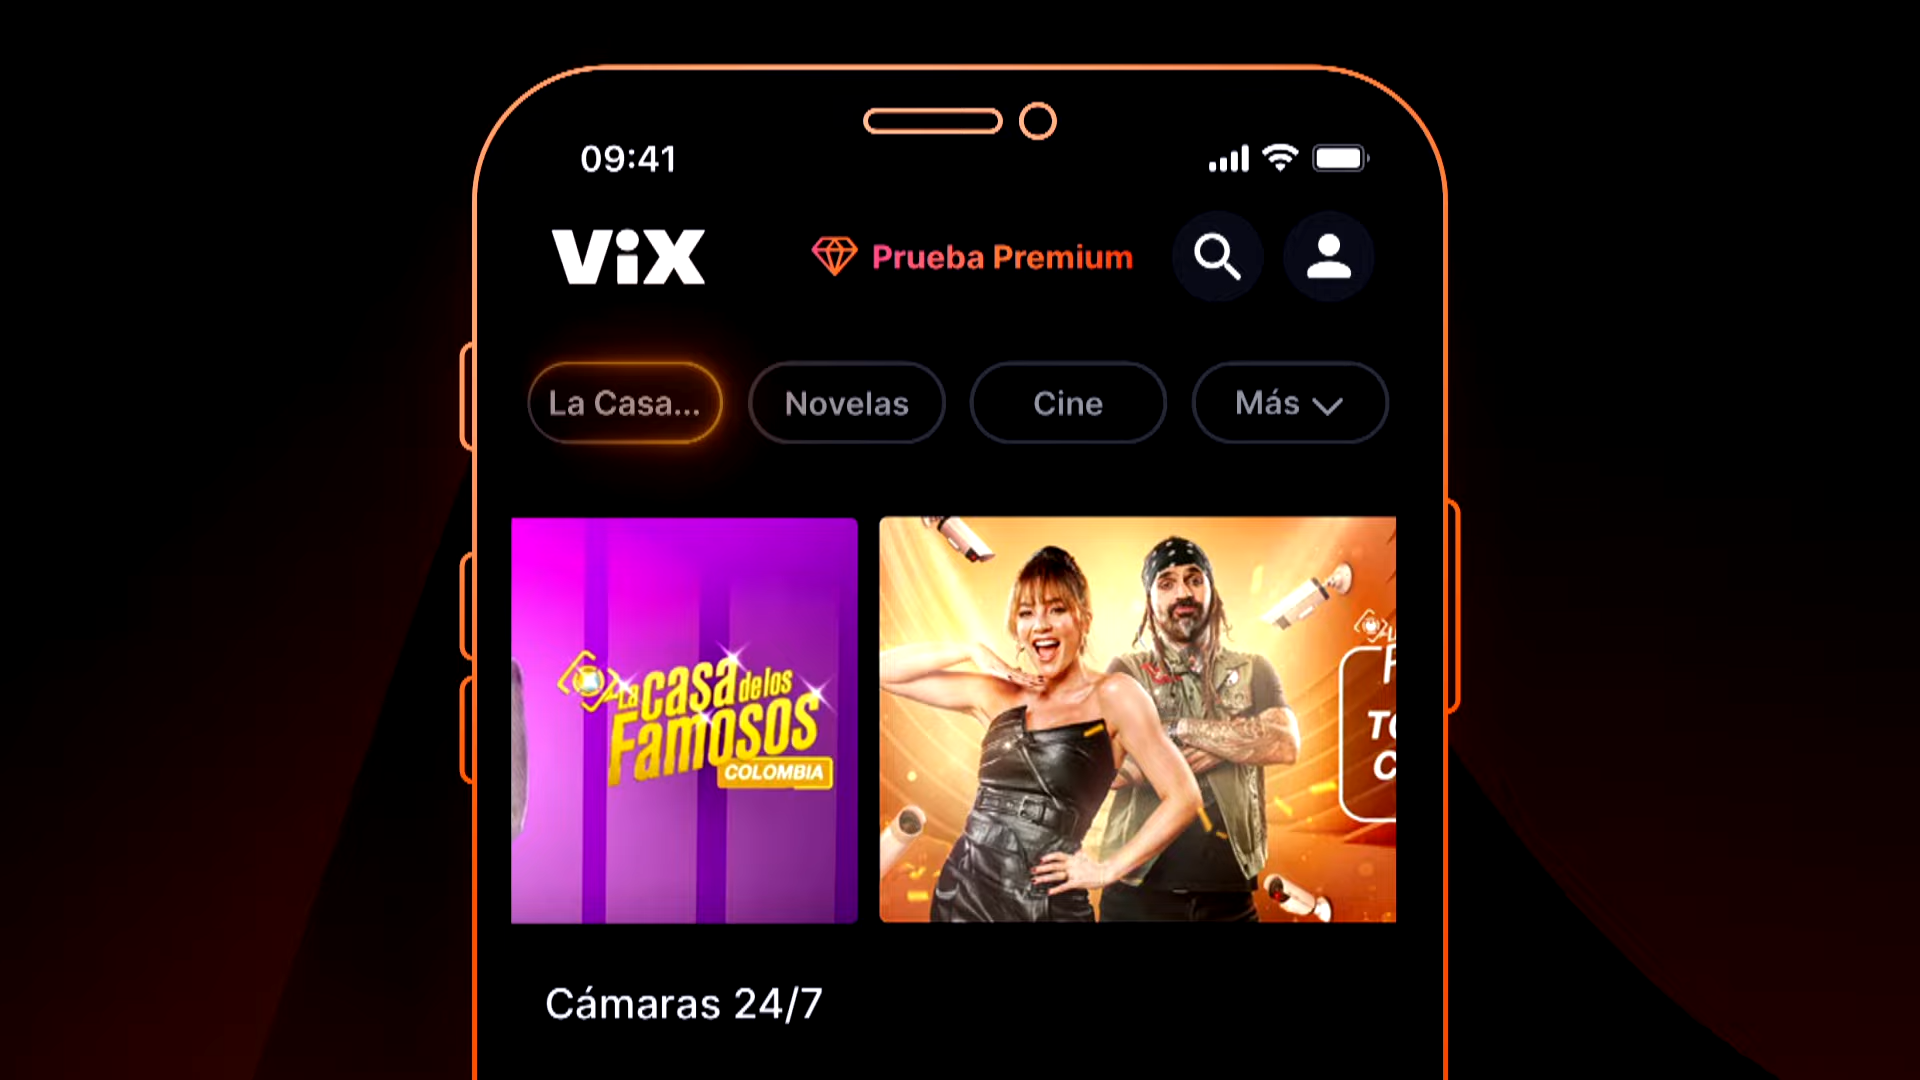 09:41
ViX
Prueba Premium
La Casa...
Novelas
Cine
Más
La casa de los
Famosos
COLOMBIA
Cámaras 24/7